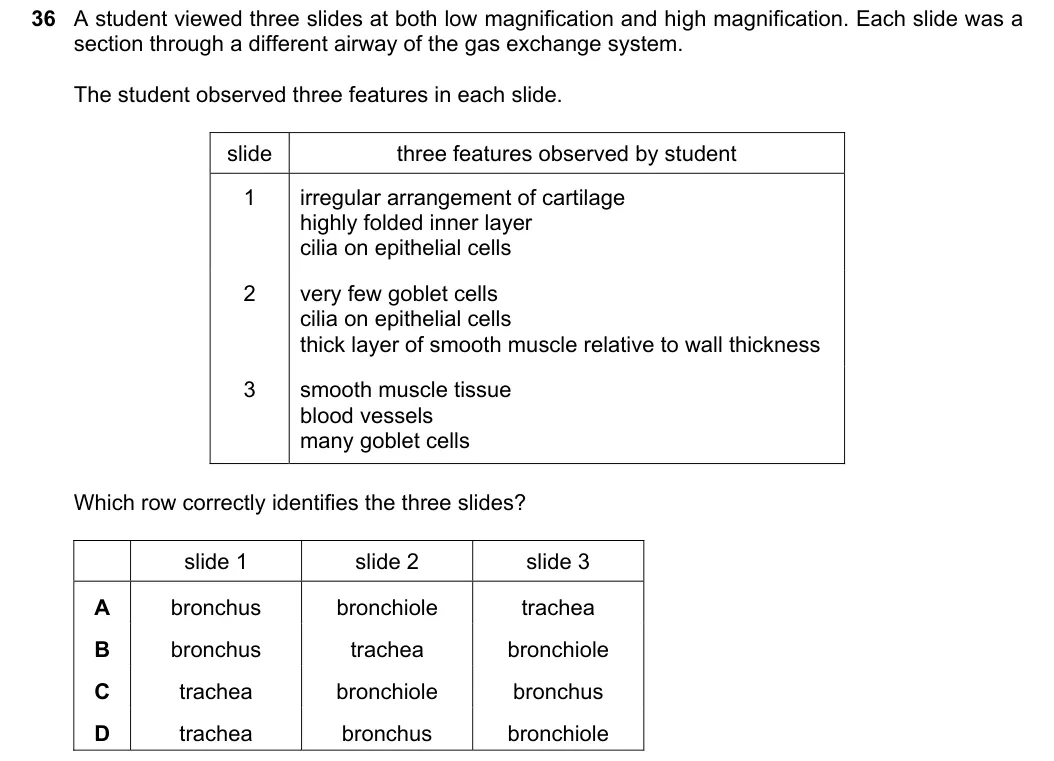 36 A student viewed three slides at both low magnification and high magnification. Each slide was a
section through a different airway of the gas exchange system.
The student observed three features in each slide.
slide three features observed by student
1 irregular arrangement of cartilage
highly folded inner layer
cilia on epithelial cells
2 very few goblet cells
cilia on epithelial cells
thick layer of smooth muscle relative to wall thickness
3 smooth muscle tissue
blood vessels
many goblet cells
Which row correctly identifies the three slides?
slide 1 slide 2 slide 3
A bronchus bronchiole trachea
B bronchus trachea bronchiole
C trachea bronchiole bronchus
D trachea bronchus bronchiole